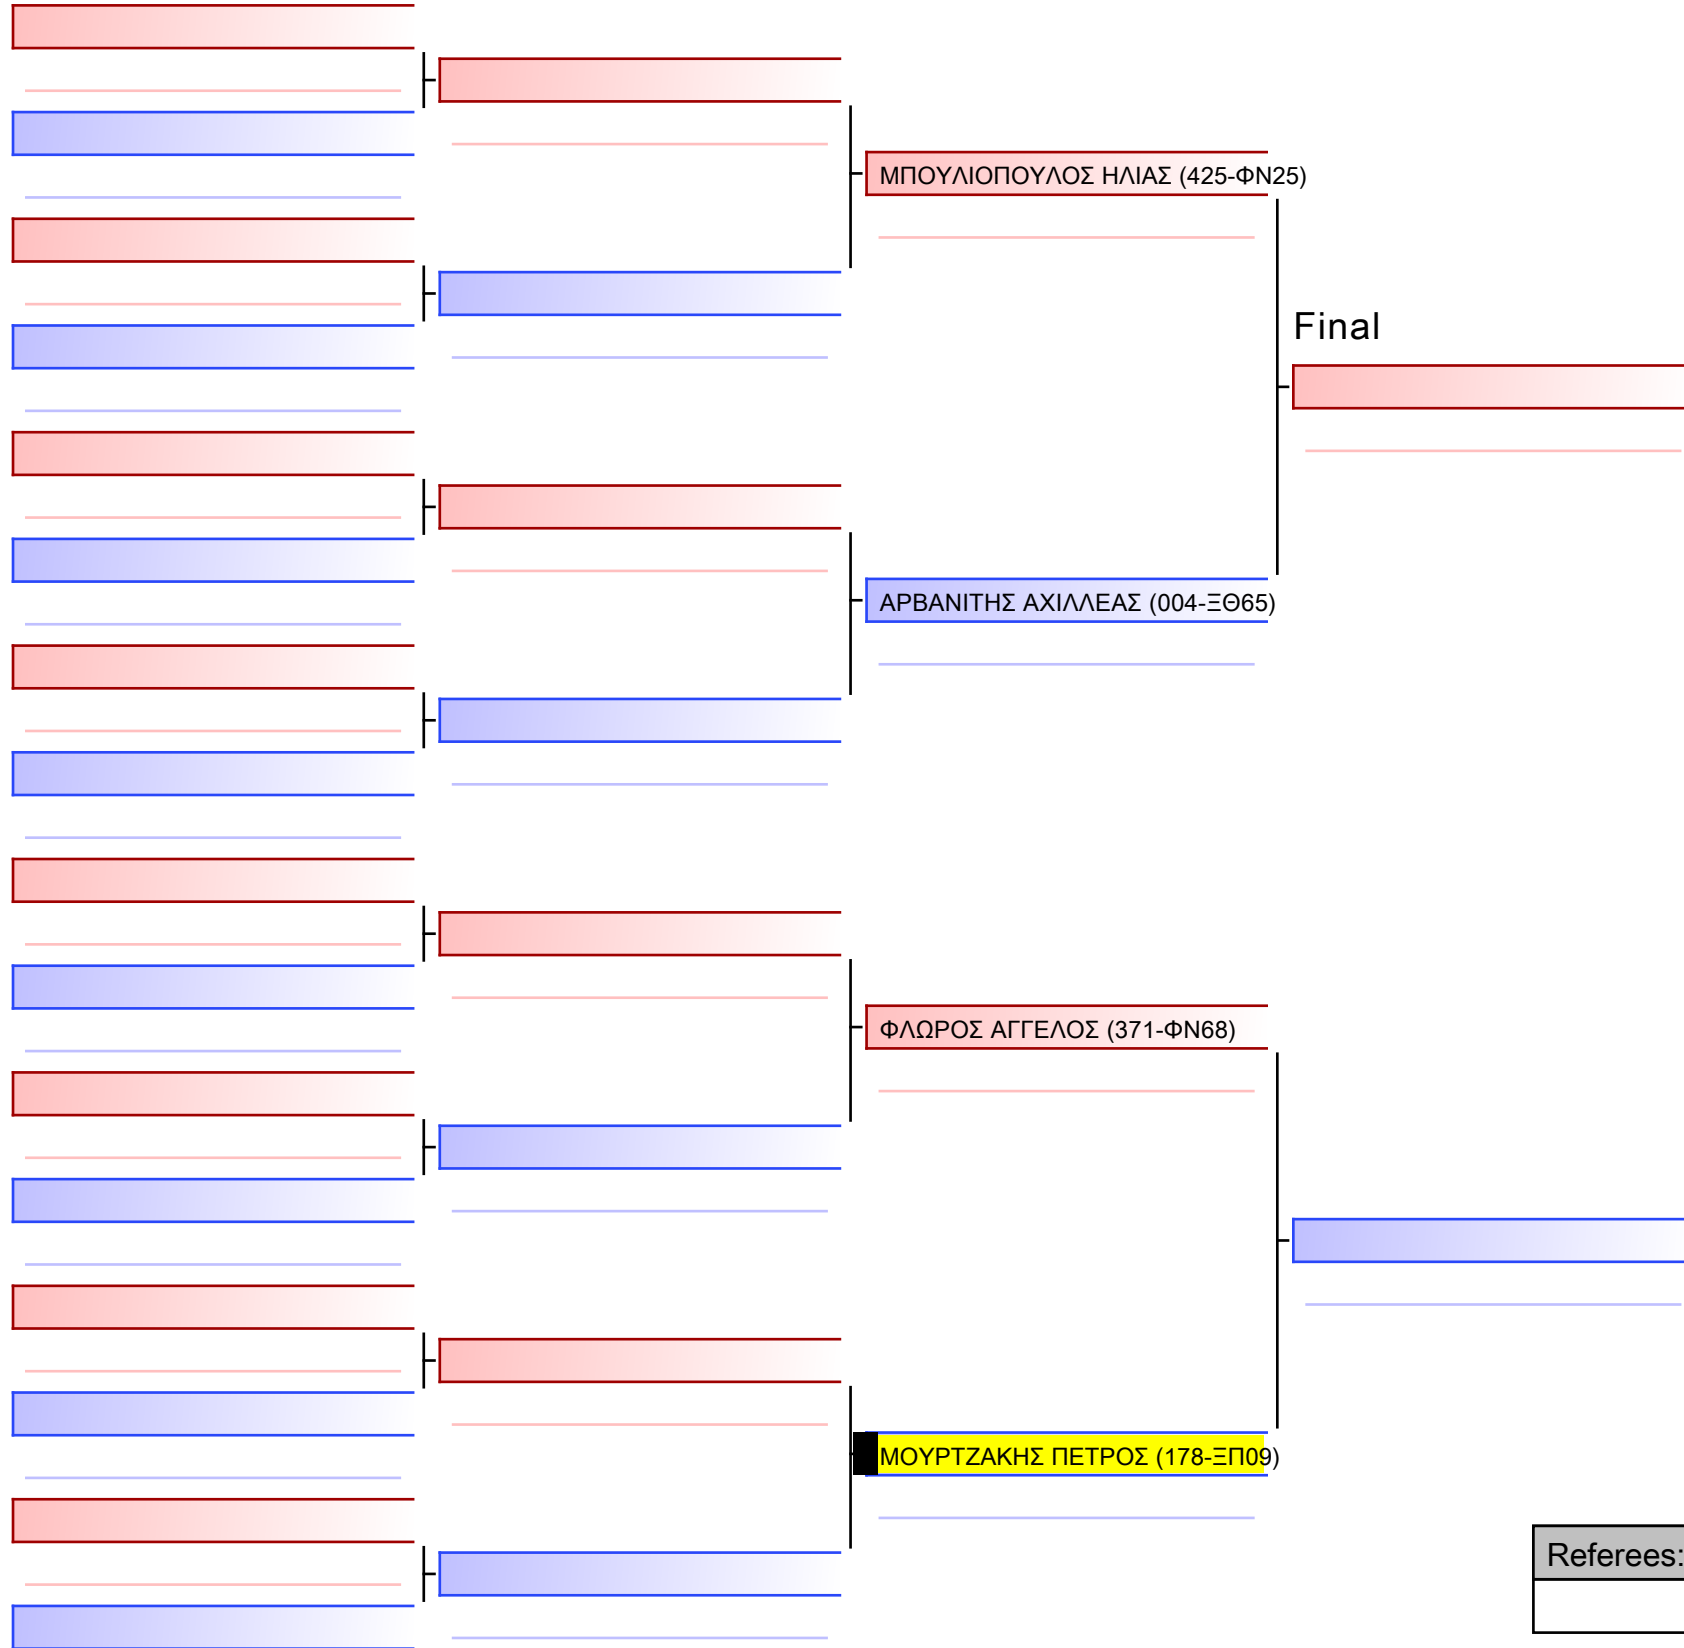 ΜΠΟΥΛΙΟΠΟΥΛΟΣ ΗΛΙΑΣ (425-ΦΝ25)
Final
ΑΡΒΑΝΙΤΗΣ ΑΧΙΛΛΕΑΣ (004-ΞΘ65)
ΦΛΩΡΟΣ ΑΓΓΕΛΟΣ (371-ΦΝ68)
ΜΟΥΡΤΖΑΚΗΣ ΠΕΤΡΟΣ (178-ΞΠ09)
Referees: